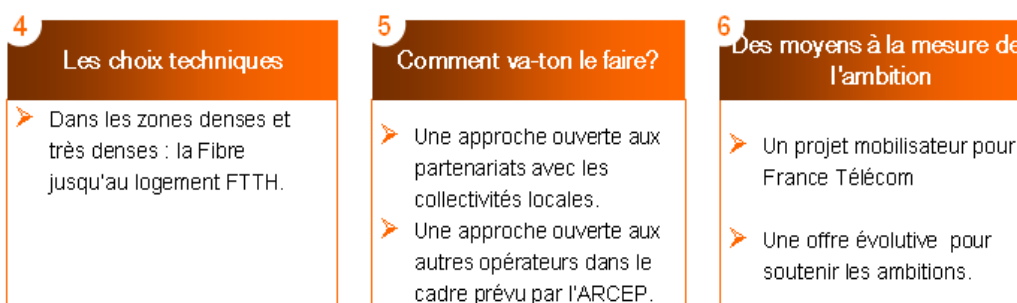 4
Les choix techniques
Dans les zones denses et
très denses : la Fibre
jusqu'au logement FTTH.
5
Comment va-ton le faire?
Une approche ouverte aux
partenariats avec les
collectivités locales.
Une approche ouverte aux
autres opérateurs dans le
cadre prévu par l'ARCEP.
6
Des moyens à la mesure de
l'ambition
Un projet mobilisateur pour
France Télécom
Une offre évolutive pour
soutenir les ambitions.